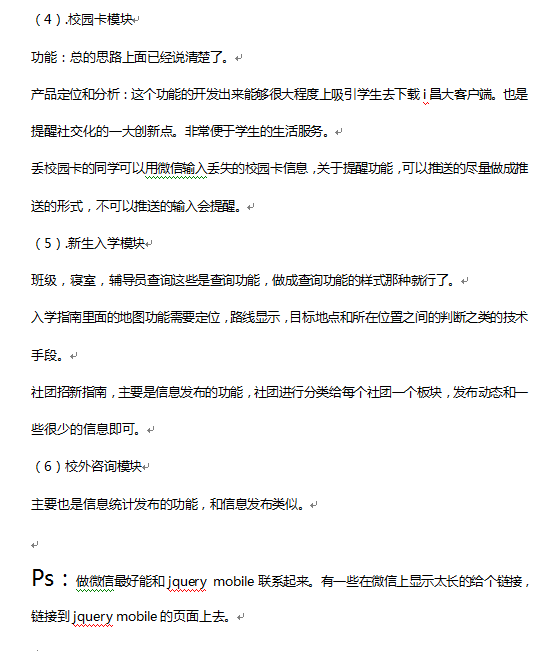 （4）.校园卡模块
功能：总的思路上面已经说清楚了。
产品定位和分析：这个功能的开发出来能够很大程度上吸引学生去下载 i 昌大客户端。也是
提醒社交化的一大创新点。非常便于学生的生活服务。
丢校园卡的同学可以用微信输入丢失的校园卡信息，关于提醒功能，可以推送的尽量做成推
送的形式，不可以推送的输入会提醒。
（5）.新生入学模块
班级，寝室，辅导员查询这些是查询功能，做成查询功能的样式那种就行了。
入学指南里面的地图功能需要定位，路线显示，目标地点和所在位置之间的判断之类的技术
手段。
社团招新指南，主要是信息发布的功能，社团进行分类给每个社团一个板块，发布动态和一
些很少的信息即可。
（6）校外咨询模块
主要也是信息统计发布的功能，和信息发布类似。
Ps：做微信最好能和 jquery mobile 联系起来。有一些在微信上显示太长的给个链接，
链接到 jquery mobile 的页面上去。